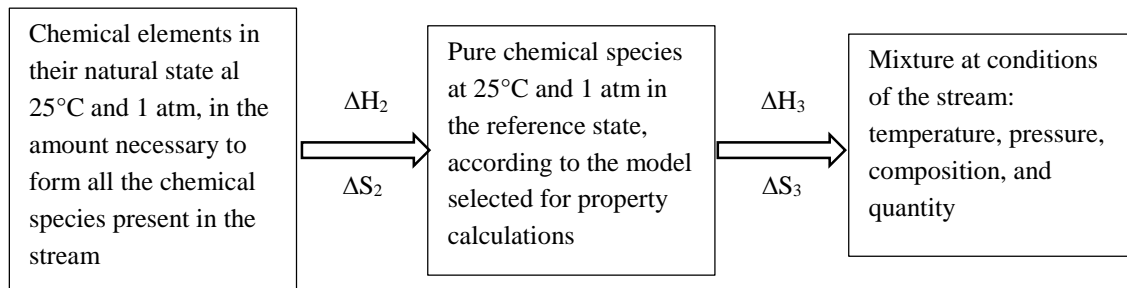 Chemical elements in
their natural state al
25°C and 1 atm, in the
amount necessary to
form all the chemical
species present in the
stream
ΔH₂
ΔS₂
Pure chemical species
at 25°C and 1 atm in
the reference state,
according to the model
selected for property
calculations
ΔH₃
ΔS₃
Mixture at conditions
of the stream:
temperature, pressure,
composition, and
quantity